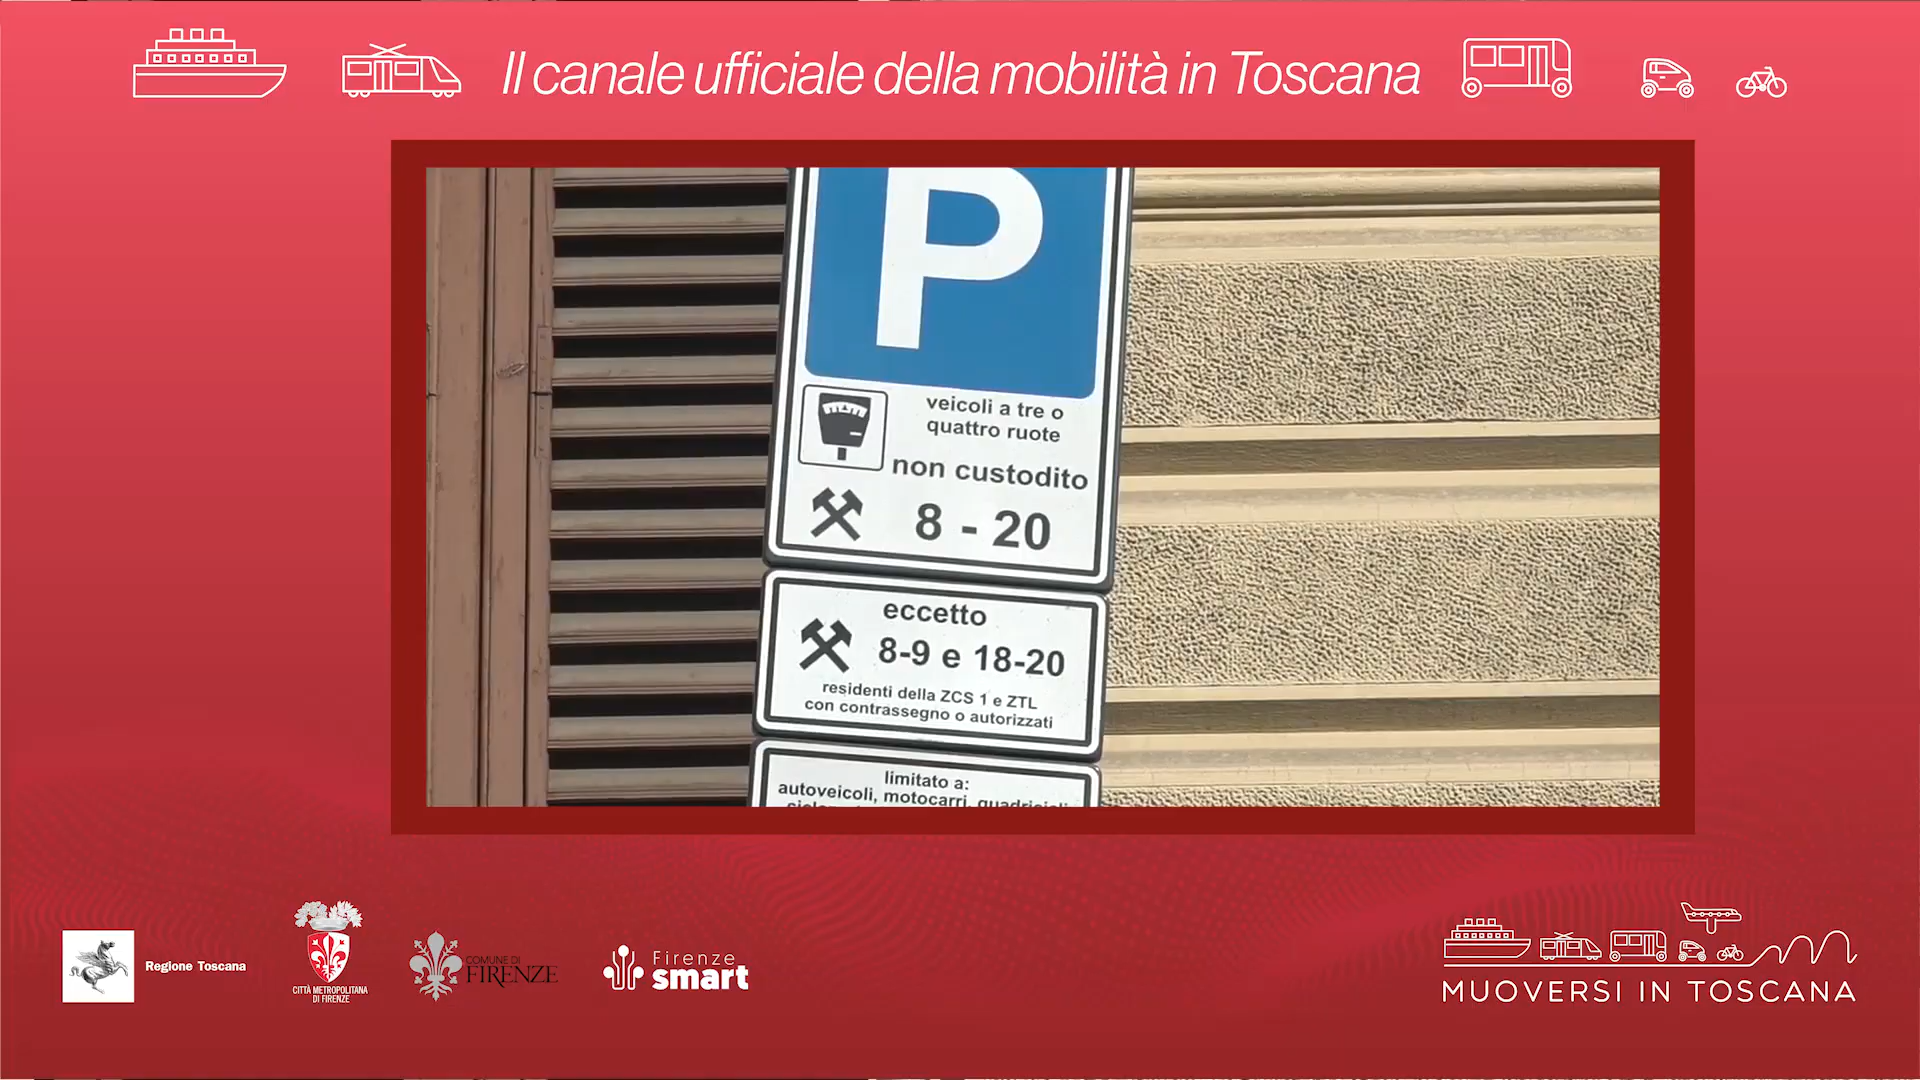 Il canale ufficiale della mobilità in Toscana
P
veicoli a tre o
quattro ruote
non custodito
8 - 20
eccetto
8-9 e 18-20
residenti della ZCS 1 e ZTL
con contrassegno o autorizzati
limitato a:
autoveicoli, motocarri, quadricicli
Regione Toscana
CITTÀ METROPOLITANA
DI FIRENZE
COMUNE DI
FIRENZE
Firenze
smart
MUOVERSI IN TOSCANA